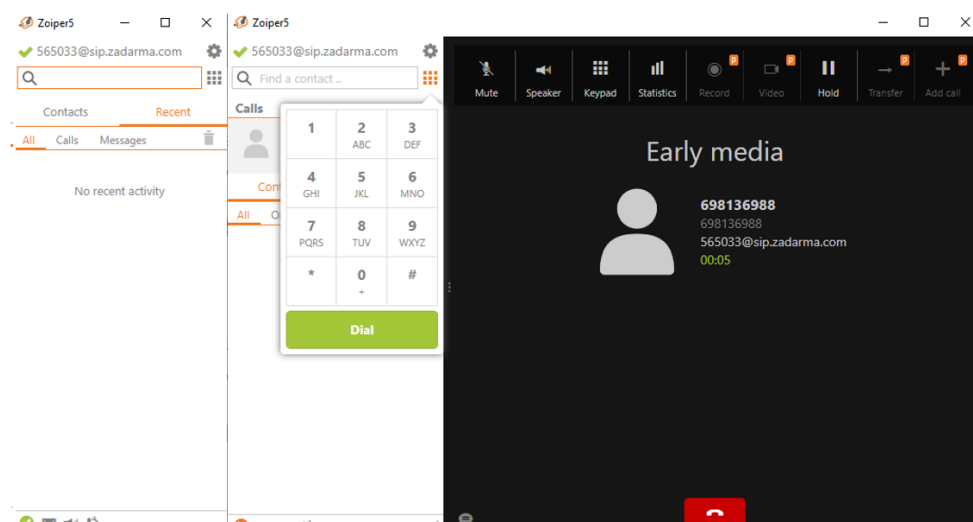 Zoiper5
565033@sip.zadarma.com
Contacts
Recent
All
Calls
Messages
No recent activity
Zoiper5
565033@sip.zadarma.com
Find a contact ..
Calls
Con
All
O
1
2
3
ABC
DEF
4
5
6
GHI
JKL
MNO
7
8
9
PQRS
TUV
WXYZ
*
0
#
+
Dial
Mute
Speaker
Keypad
Statistics
P
Record
P
Video
Hold
P
Transfer
P
Add call
Early media
698136988
698136988
565033@sip.zadarma.com
00:05